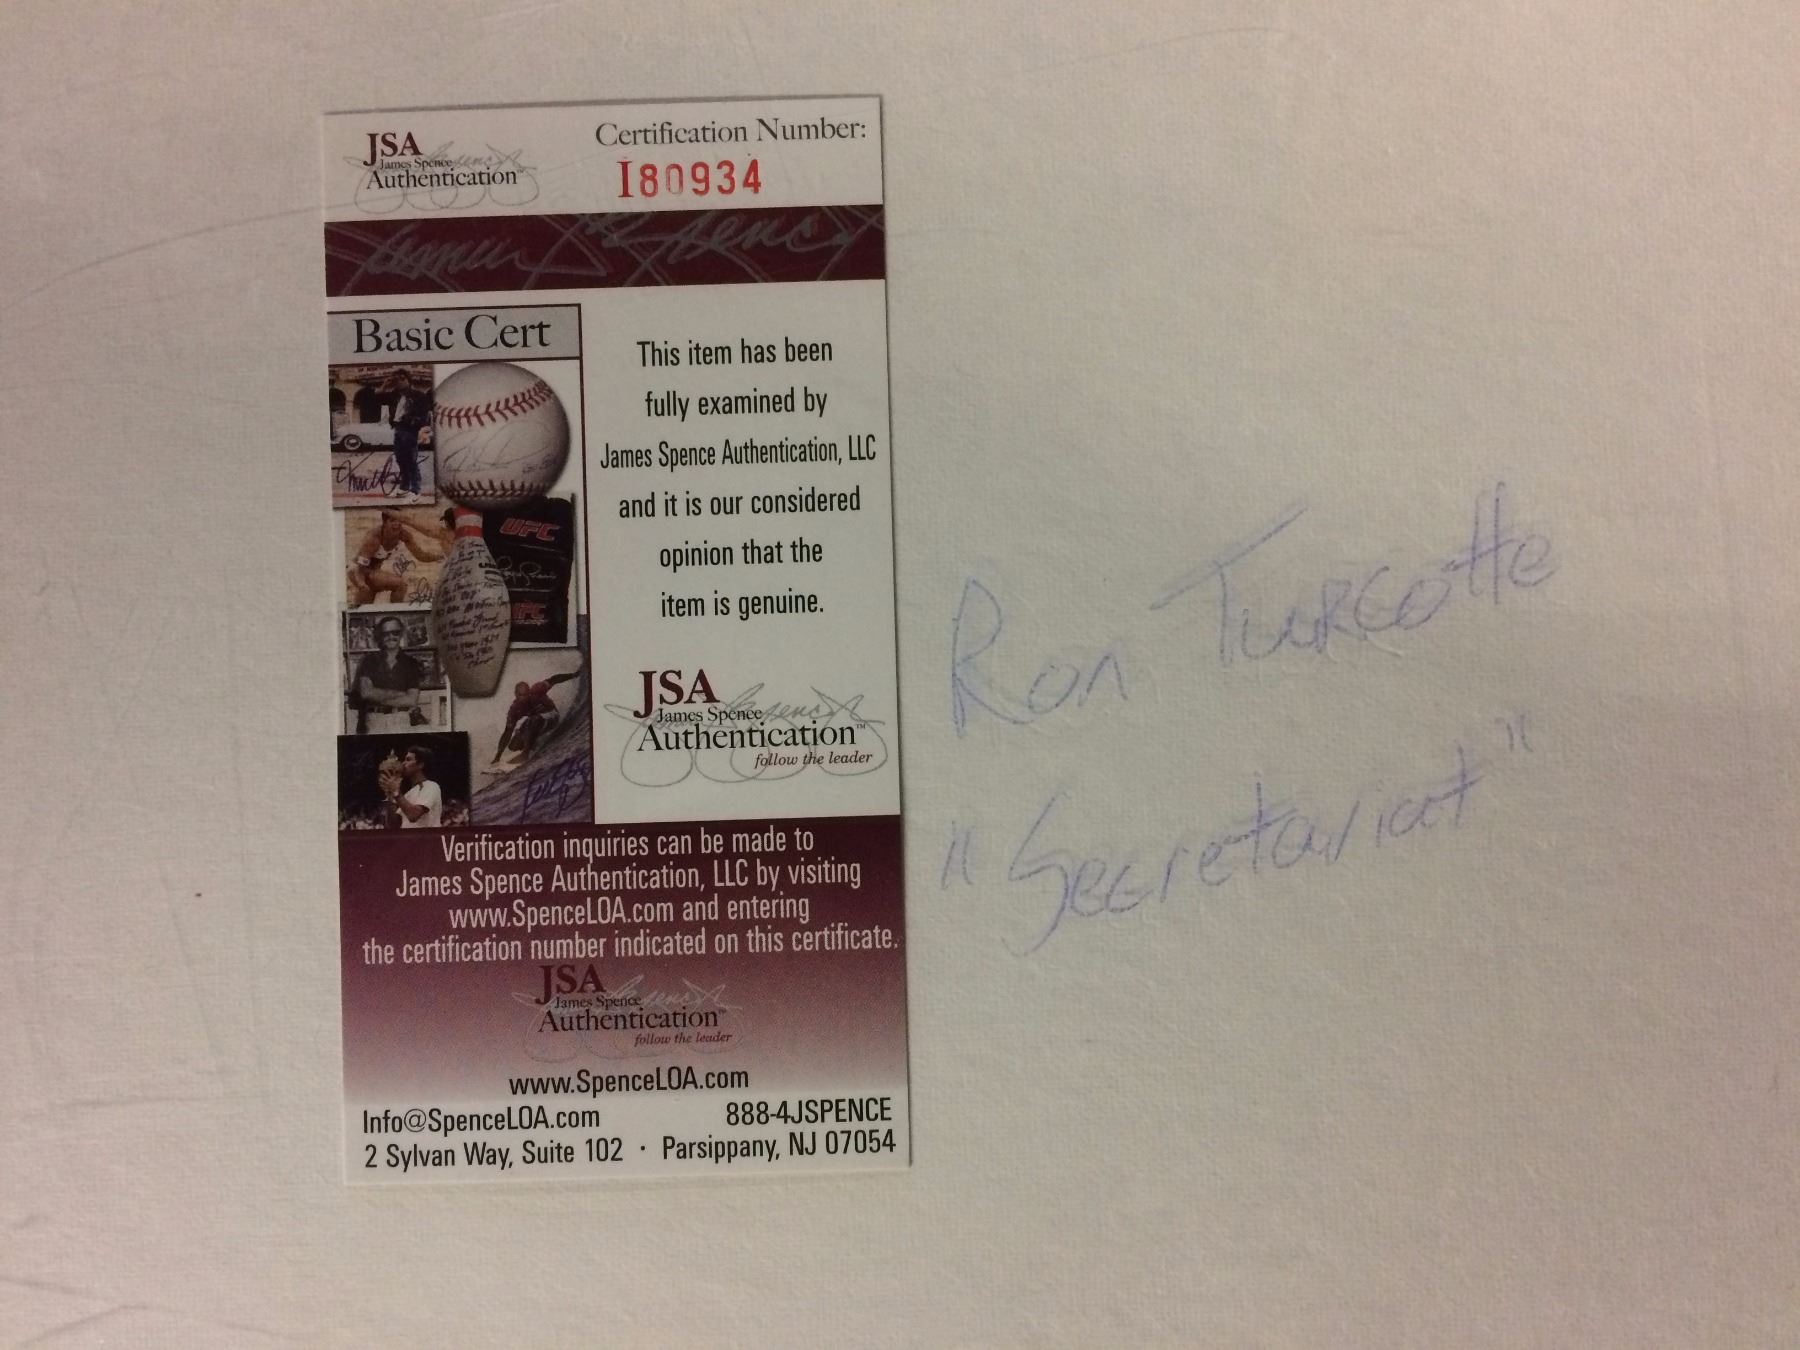 JSA
James Spence
Authentication™
Certification Number:
I80934
Basic Cert
UFC
This item has been
fully examined by
James Spence Authentication, LLC
and it is our considered
opinion that the
item is genuine.
JSA
James Spence
Authentication™
follow the leader
Verification inquiries can be made to
James Spence Authentication, LLC by visiting
www.SpenceLOA.com and entering
the certification number indicated on this certificate.
JSA
James Spence
Authentication™
follow the leader
www.SpenceLOA.com
Info@SpenceLOA.com 888-4JSPENCE
2 Sylvan Way, Suite 102 · Parsippany, NJ 07054
Ron Turcotte
"Secretariat"